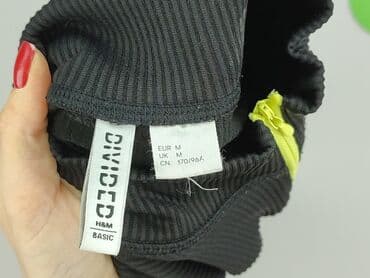 DIVIDED
H&M
BASIC
EUR M
UK M
CN: 170/96A